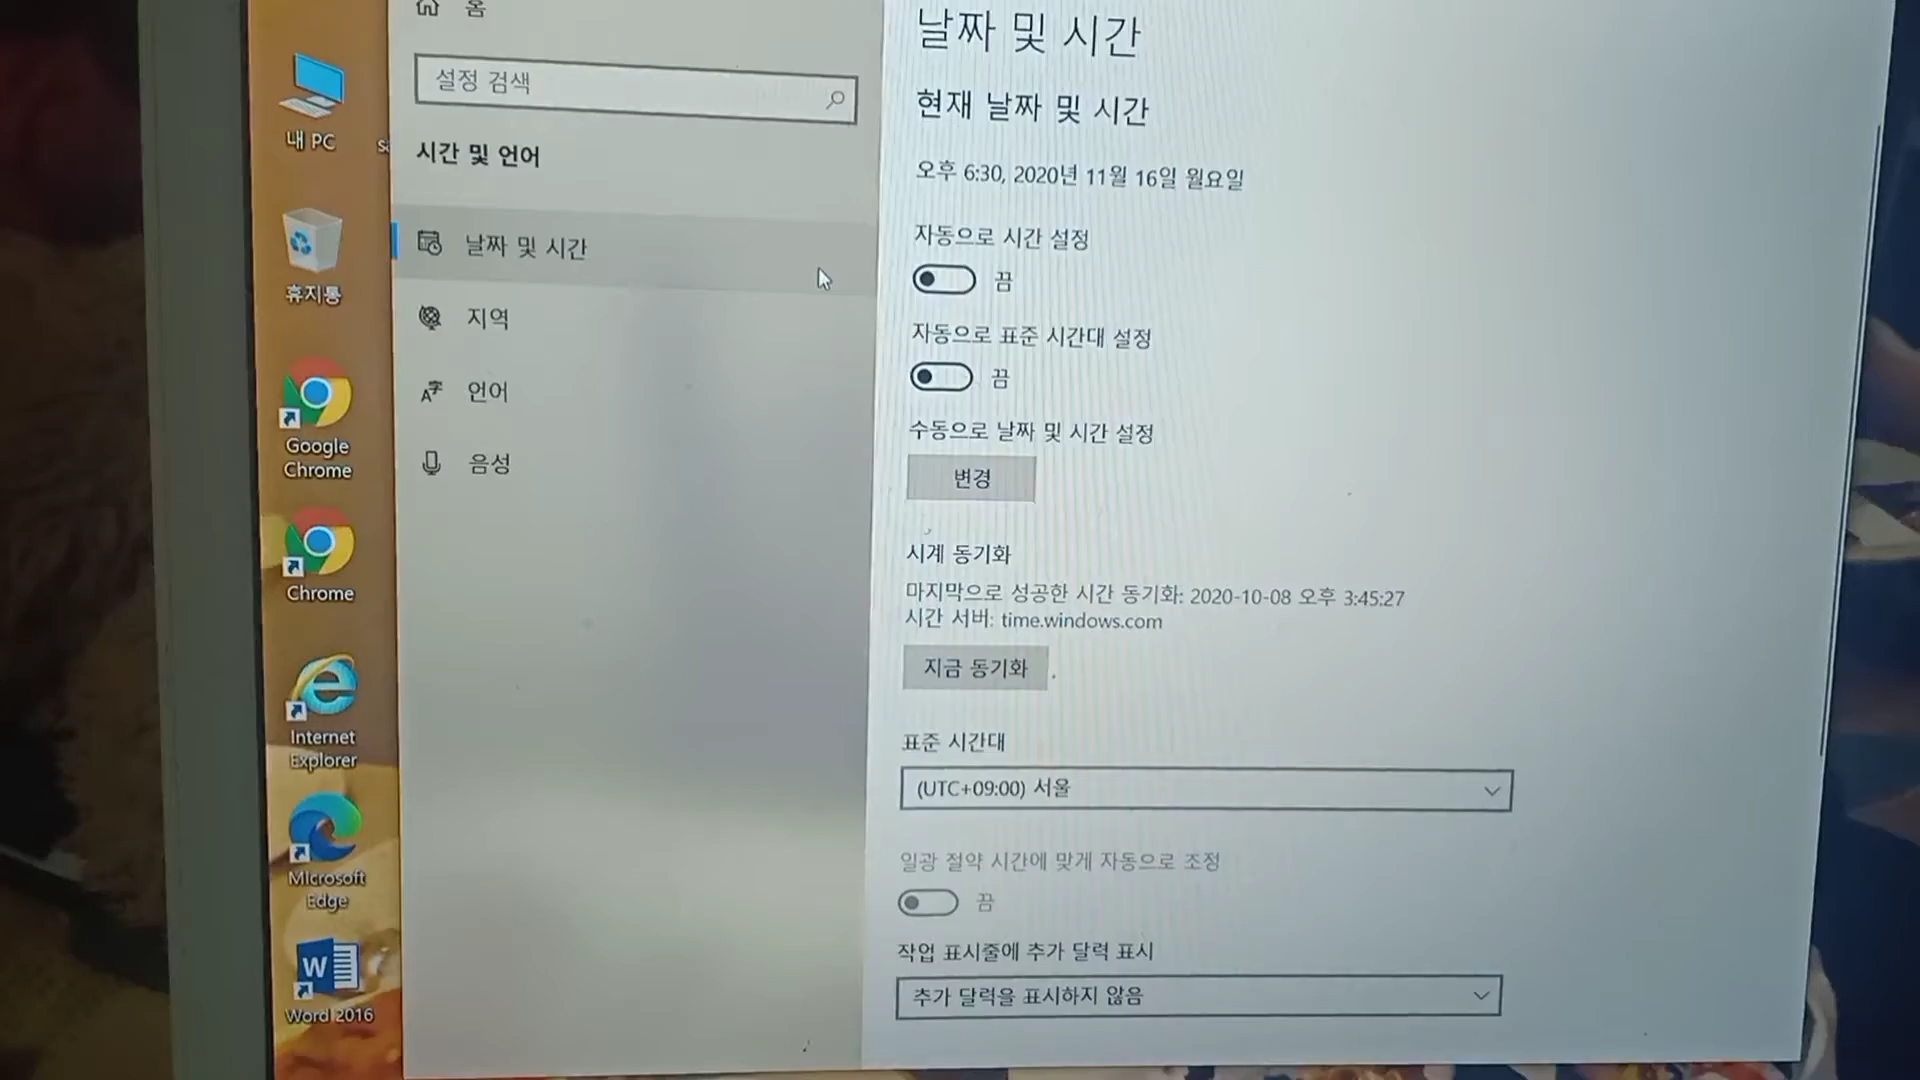 홈
설정 검색
시간 및 언어
날짜 및 시간
지역
언어
음성
날짜 및 시간
현재 날짜 및 시간
오후 6:30, 2020년 11월 16일 월요일
자동으로 시간 설정
끔
자동으로 표준 시간대 설정
끔
수동으로 날짜 및 시간 설정
변경
시계 동기화
마지막으로 성공한 시간 동기화: 2020-10-08 오후 3:45:27
시간 서버: time.windows.com
지금 동기화
표준 시간대
(UTC+09:00) 서울
일광 절약 시간에 맞게 자동으로 조정
끔
작업 표시줄에 추가 달력 표시
추가 달력을 표시하지 않음
내 PC
휴지통
Google
Chrome
Chrome
Internet
Explorer
Microsoft
Edge
Word 2016